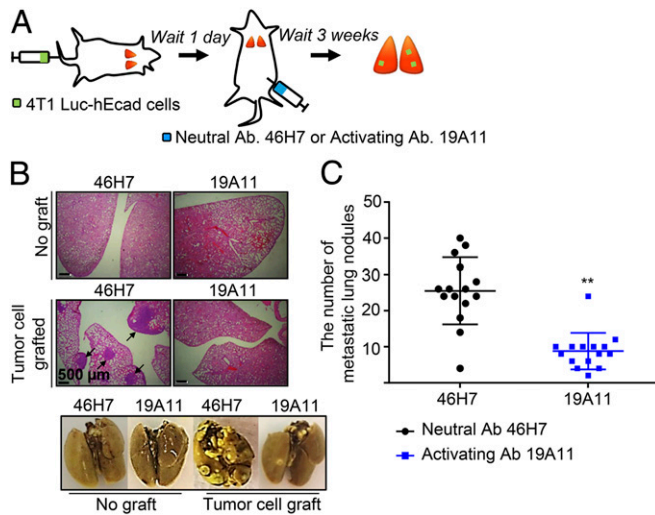 A
Wait 1 day
Wait 3 weeks
4T1 Luc-hEcad cells
Neutral Ab. 46H7 or Activating Ab. 19A11
B
46H7 19A11
No graft
46H7 19A11
Tumor cell
grafted
500 µm
46H7 19A11 46H7 19A11
No graft Tumor cell graft
C
The number of
metastatic lung nodules
50
40
30
20
10
**
46H7 19A11
Neutral Ab 46H7
Activating Ab 19A11